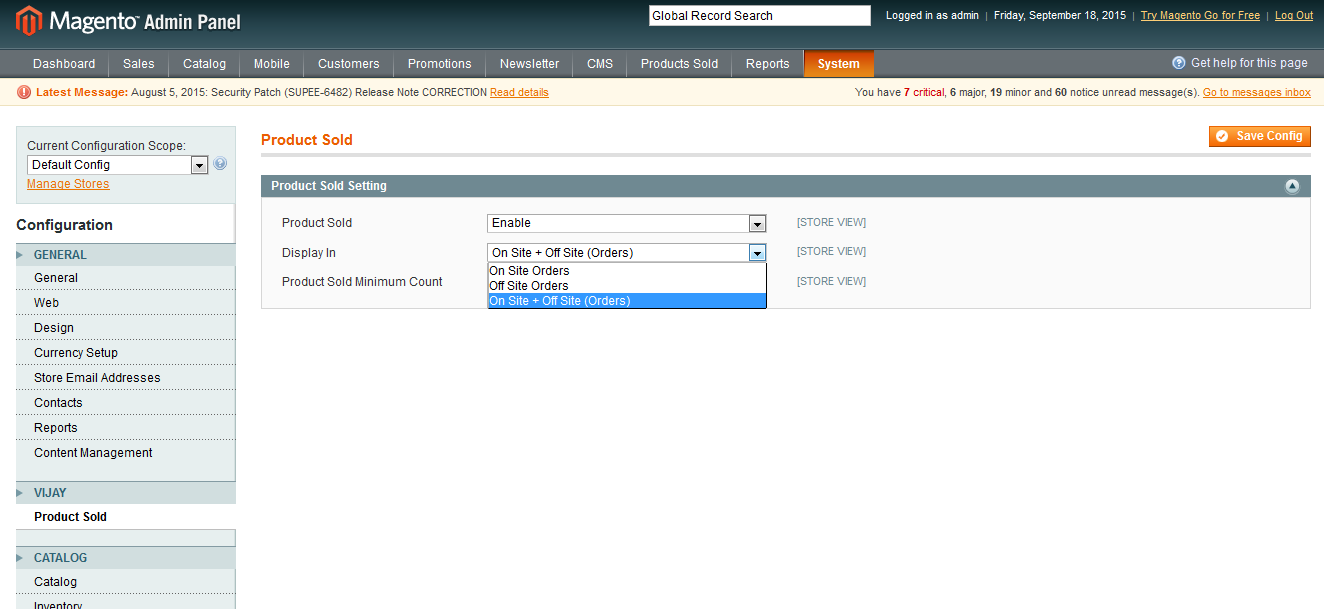 Magento Admin Panel
Global Record Search
Logged in as admin | Friday, September 18, 2015 | Try Magento Go for Free | Log Out
Dashboard Sales Catalog Mobile Customers Promotions Newsletter CMS Products Sold Reports System Get help for this page
Latest Message: August 5, 2015: Security Patch (SUPEE-6482) Release Note CORRECTION Read details
You have 7 critical, 6 major, 19 minor and 60 notice unread message(s). Go to messages inbox
Current Configuration Scope:
Default Config
Manage Stores
Configuration
GENERAL
General
Web
Design
Currency Setup
Store Email Addresses
Contacts
Reports
Content Management
VIJAY
Product Sold
CATALOG
Catalog
Inventory
Product Sold
Save Config
Product Sold Setting
Product Sold Enable [STORE VIEW]
Display In On Site + Off Site (Orders) [STORE VIEW]
On Site Orders
Off Site Orders
On Site + Off Site (Orders)
Product Sold Minimum Count [STORE VIEW]